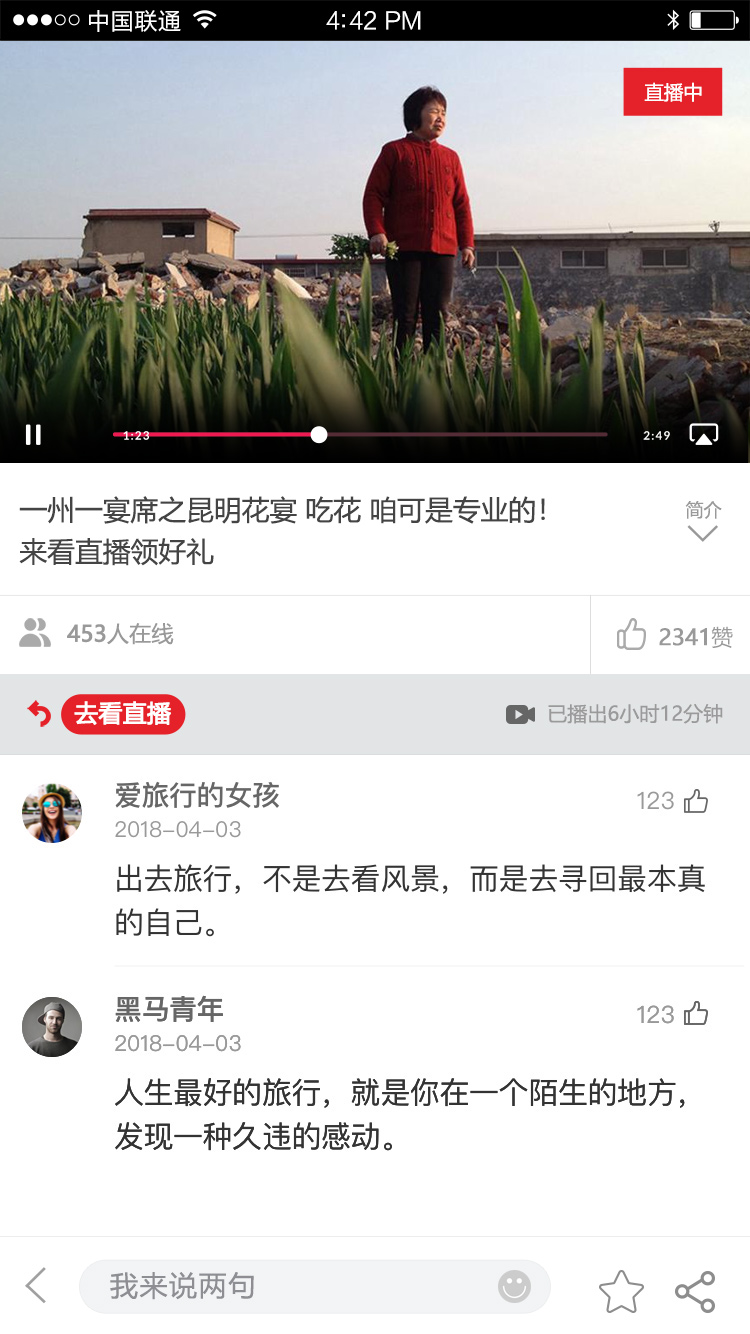 中国联通 4:42 PM
直播中
1:23 2:49
一州一宴席之昆明花宴 吃花 咱可是专业的！ 简介
来看直播领好礼
453人在线 2341赞
去看直播 已播出6小时12分钟
爱旅行的女孩 123
2018-04-03
出去旅行，不是去看风景，而是去寻回最本真
的自己。
黑马青年 123
2018-04-03
人生最好的旅行，就是你在一个陌生的地方，
发现一种久违的感动。
我来说两句